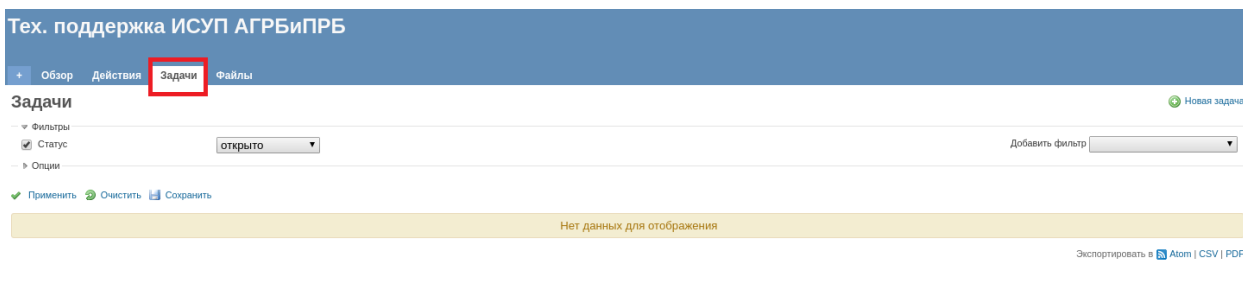 Тех. поддержка ИСУП АГРБиПРБ
+ Обзор Действия Задачи Файлы
Задачи
Новая задача
Фильтры
Статус открыто Добавить фильтр
Опции
Применить Очистить Сохранить
Нет данных для отображения
Экспортировать в Atom | CSV | PDF